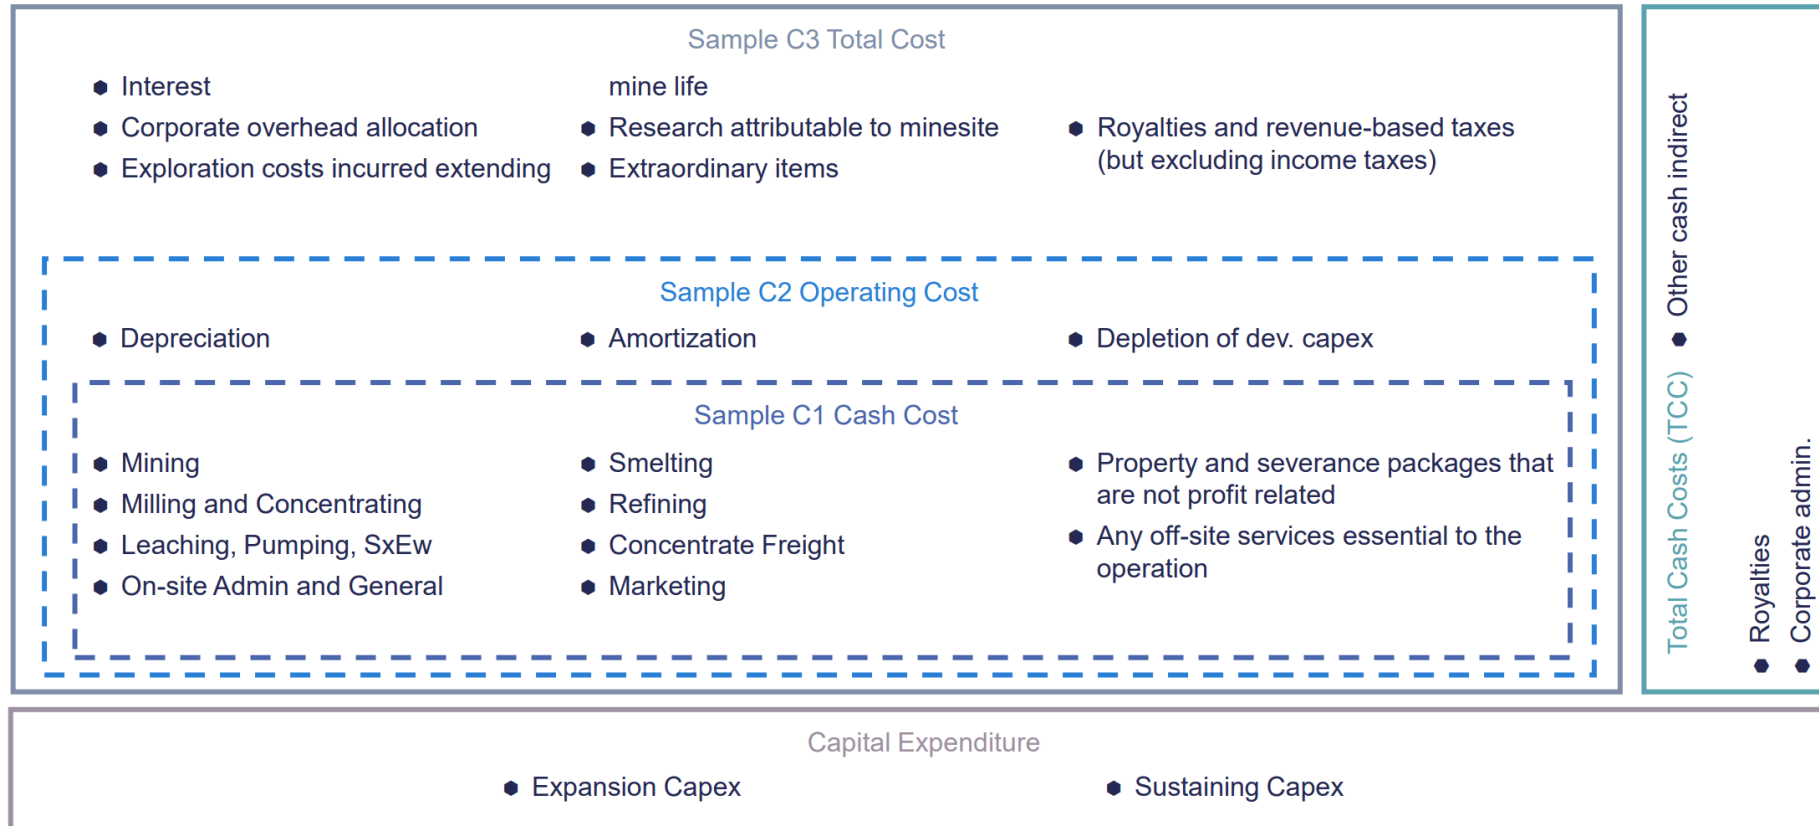 Sample C3 Total Cost
Interest
Corporate overhead allocation
Exploration costs incurred extending
mine life
Research attributable to minesite
Extraordinary items
Royalties and revenue-based taxes
(but excluding income taxes)
Sample C2 Operating Cost
Depreciation
Amortization
Depletion of dev. capex
Sample C1 Cash Cost
Mining
Milling and Concentrating
Leaching, Pumping, SxEw
On-site Admin and General
Smelting
Refining
Concentrate Freight
Marketing
Property and severance packages that
are not profit related
Any off-site services essential to the
operation
Total Cash Costs (TCC)
Other cash indirect
Royalties
Corporate admin.
Capital Expenditure
Expansion Capex
Sustaining Capex